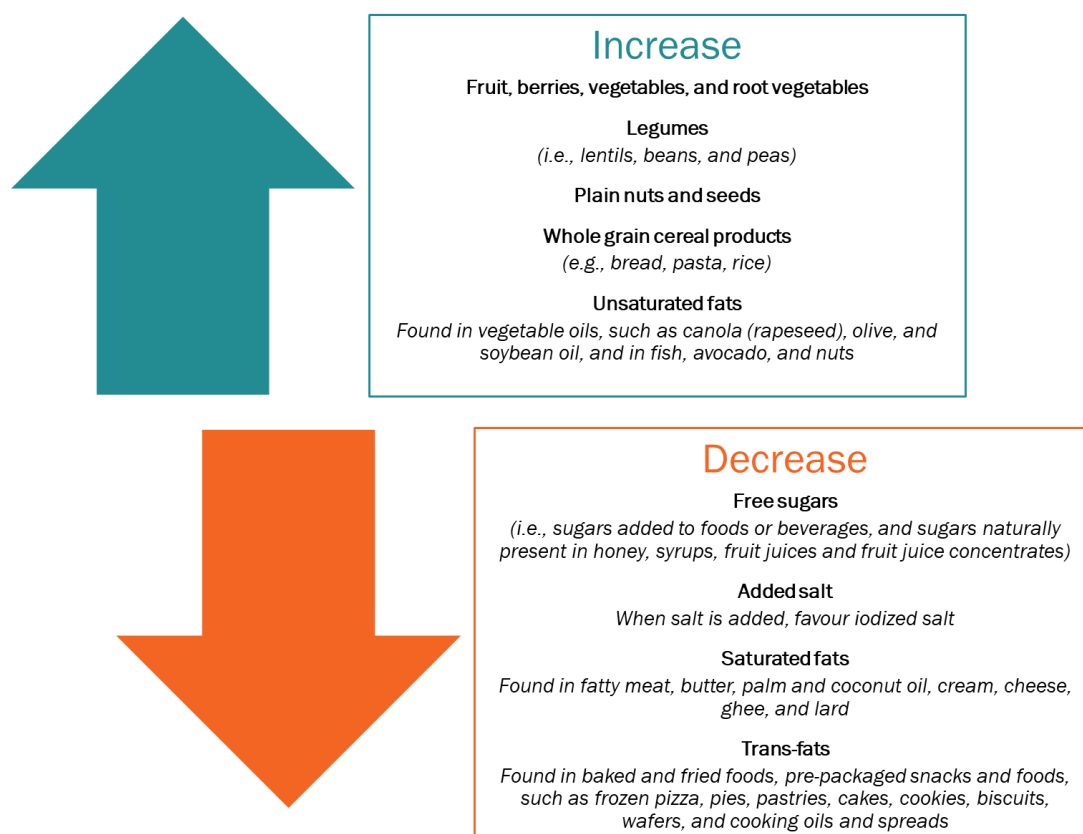 Increase
Fruit, berries, vegetables, and root vegetables
Legumes
(i.e., lentils, beans, and peas)
Plain nuts and seeds
Whole grain cereal products
(e.g., bread, pasta, rice)
Unsaturated fats
Found in vegetable oils, such as canola (rapeseed), olive, and
soybean oil, and in fish, avocado, and nuts
Decrease
Free sugars
(i.e., sugars added to foods or beverages, and sugars naturally
present in honey, syrups, fruit juices and fruit juice concentrates)
Added salt
When salt is added, favour iodized salt
Saturated fats
Found in fatty meat, butter, palm and coconut oil, cream, cheese,
ghee, and lard
Trans-fats
Found in baked and fried foods, pre-packaged snacks and foods,
such as frozen pizza, pies, pastries, cakes, cookies, biscuits,
wafers, and cooking oils and spreads